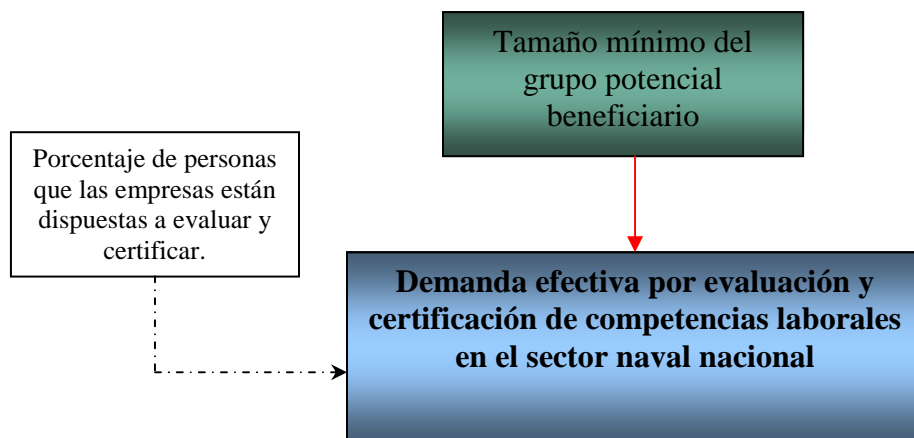 Tamaño mínimo del
grupo potencial
beneficiario
Porcentaje de personas
que las empresas están
dispuestas a evaluar y
certificar.
Demanda efectiva por evaluación y
certificación de competencias laborales
en el sector naval nacional